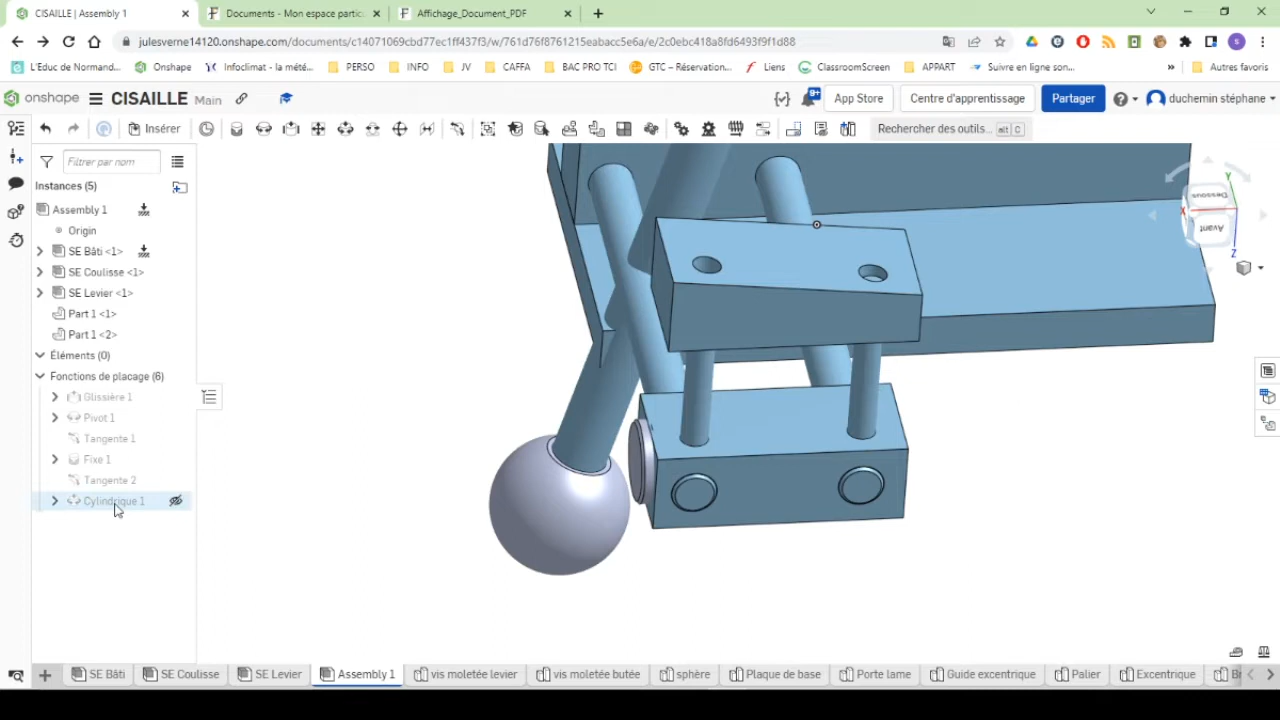 CISAILLE | Assembly 1
Documents - Mon espace partic
Affichage_Document_PDF
julesverne14120.onshape.com/documents/c14071069cbd77ec1ff437f3/w/761d76f8761215eabacc5e6a/e/2c0ebc418a8fd6493f9f1d88
L'Educ de Normand...
Onshape
Infoclimat - la mété...
PERSO
INFO
JV
CAFFA
BAC PRO TCI
GTC – Réservation...
Liens
ClassroomScreen
APPART
Suivre en ligne son...
»
Autres favoris
onshape
CISAILLE Main
9+
App Store
Centre d'apprentissage
Partager
duchemin stéphane
Insérer
Rechercher des outils... alt C
Filtrer par nom
Instances (5)
Assembly 1
Origin
SE Bâti <1>
SE Coulisse <1>
SE Levier <1>
Part 1 <1>
Part 1 <2>
Éléments (0)
Fonctions de placage (6)
Glissière 1
Pivot 1
Tangente 1
Fixe 1
Tangente 2
Cylindrique 1
Y
Dessous
X
Avant
Z
SE Bâti
SE Coulisse
SE Levier
Assembly 1
vis moletée levier
vis moletée butée
sphère
Plaque de base
Porte lame
Guide excentrique
Palier
Excentrique